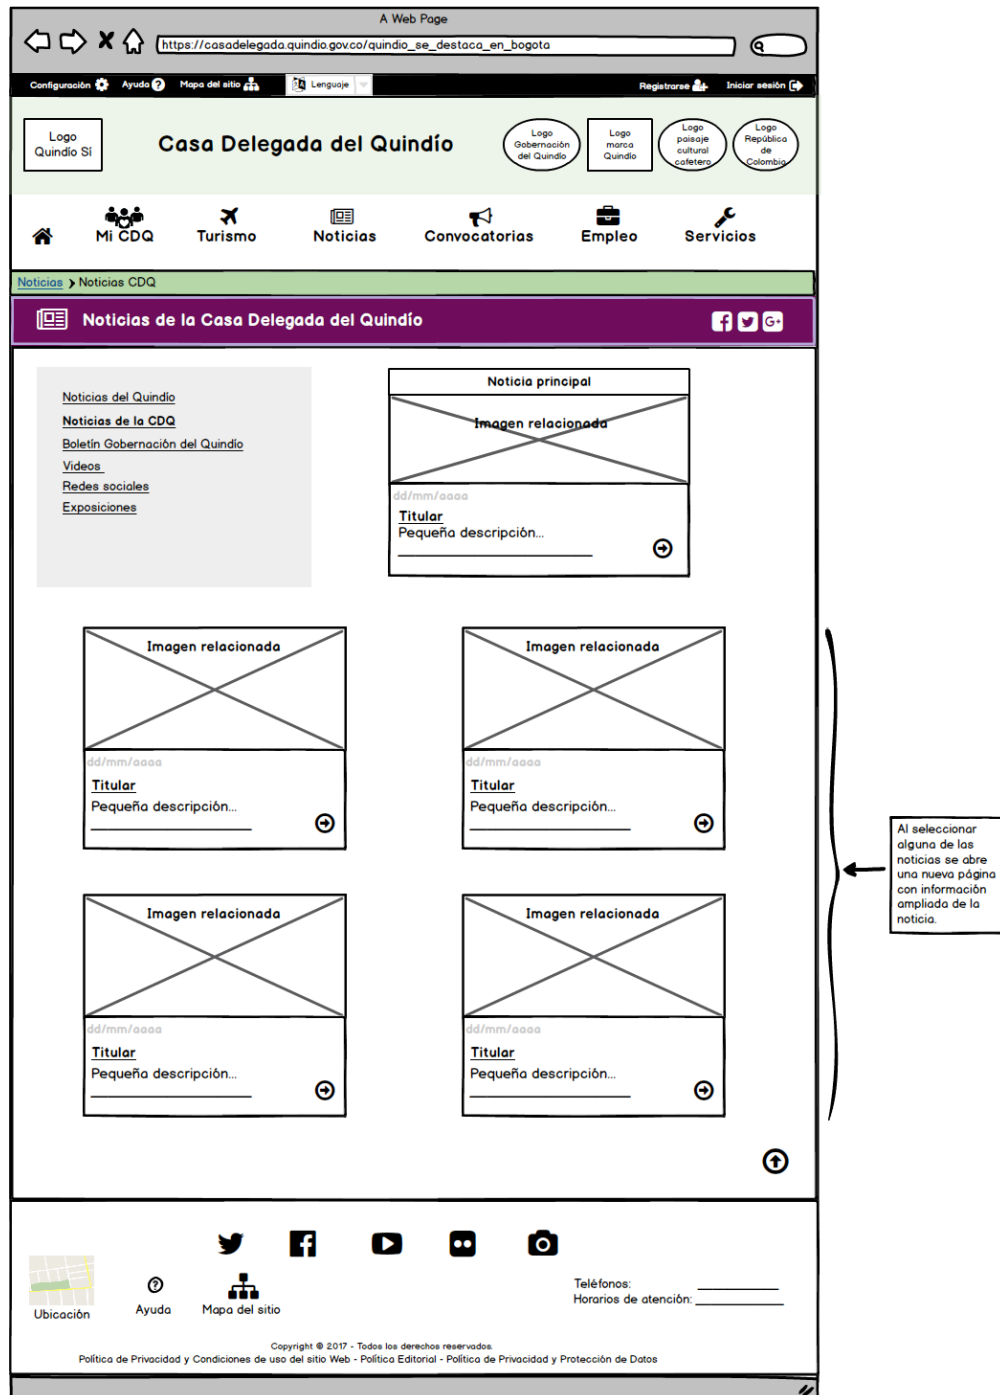 A Web Page
https://casadelegada.quindio.gov.co/quindio_se_destaca_en_bogota
Configuración Ayuda Mapa del sitio Lenguaje Registrarse Iniciar sesión
Logo
Quindío Sí
Casa Delegada del Quindío
Logo
Gobernación
del Quindío
Logo
marca
Quindío
Logo
paisaje
cultural
cafetero
Logo
República
de
Colombia
Mi CDQ Turismo Noticias Convocatorias Empleo Servicios
Noticias > Noticias CDQ
Noticias de la Casa Delegada del Quindío
Noticias del Quindío
Noticias de la CDQ
Boletín Gobernación del Quindío
Videos
Redes sociales
Exposiciones
Noticia principal
Imagen relacionada
dd/mm/aaaa
Titular
Pequeña descripción...
Imagen relacionada
dd/mm/aaaa
Titular
Pequeña descripción...
Imagen relacionada
dd/mm/aaaa
Titular
Pequeña descripción...
Al seleccionar
alguna de las
noticias se abre
una nueva página
con información
ampliada de la
noticia.
Imagen relacionada
dd/mm/aaaa
Titular
Pequeña descripción...
Imagen relacionada
dd/mm/aaaa
Titular
Pequeña descripción...
Ubicación
Ayuda
Mapa del sitio
Teléfonos:
Horarios de atención:
Copyright © 2017 - Todos los derechos reservados.
Política de Privacidad y Condiciones de uso del sitio Web - Política Editorial - Política de Privacidad y Protección de Datos